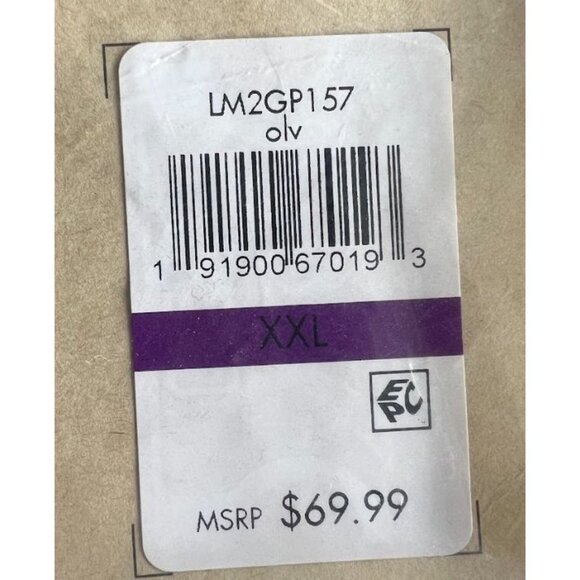 LM2GP157
olv
1 91900 67019 3
XXL
EPC
MSRP $69.99